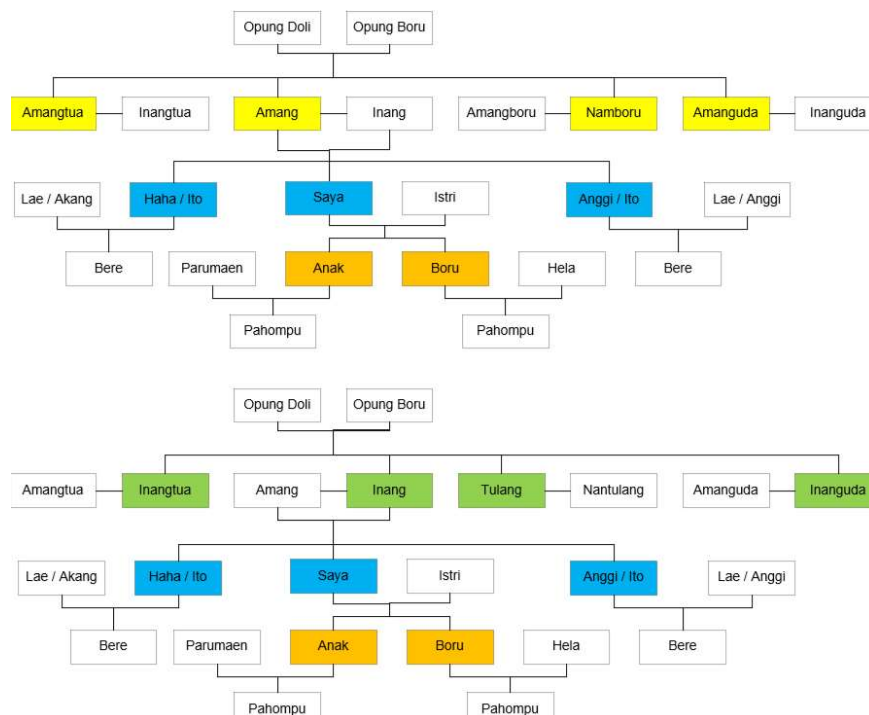 Opung Doli Opung Boru
Amangtua Inangtua Amang Inang Amangboru Namboru Amanguda Inanguda
Lae / Akang Haha / Ito Saya Istri Anggi / Ito Lae / Anggi
Bere Parumaen Anak Boru Hela Bere
Pahompu Pahompu
Opung Doli Opung Boru
Amangtua Inangtua Amang Inang Tulang Nantulang Amanguda Inanguda
Lae / Akang Haha / Ito Saya Istri Anggi / Ito Lae / Anggi
Bere Parumaen Anak Boru Hela Bere
Pahompu Pahompu